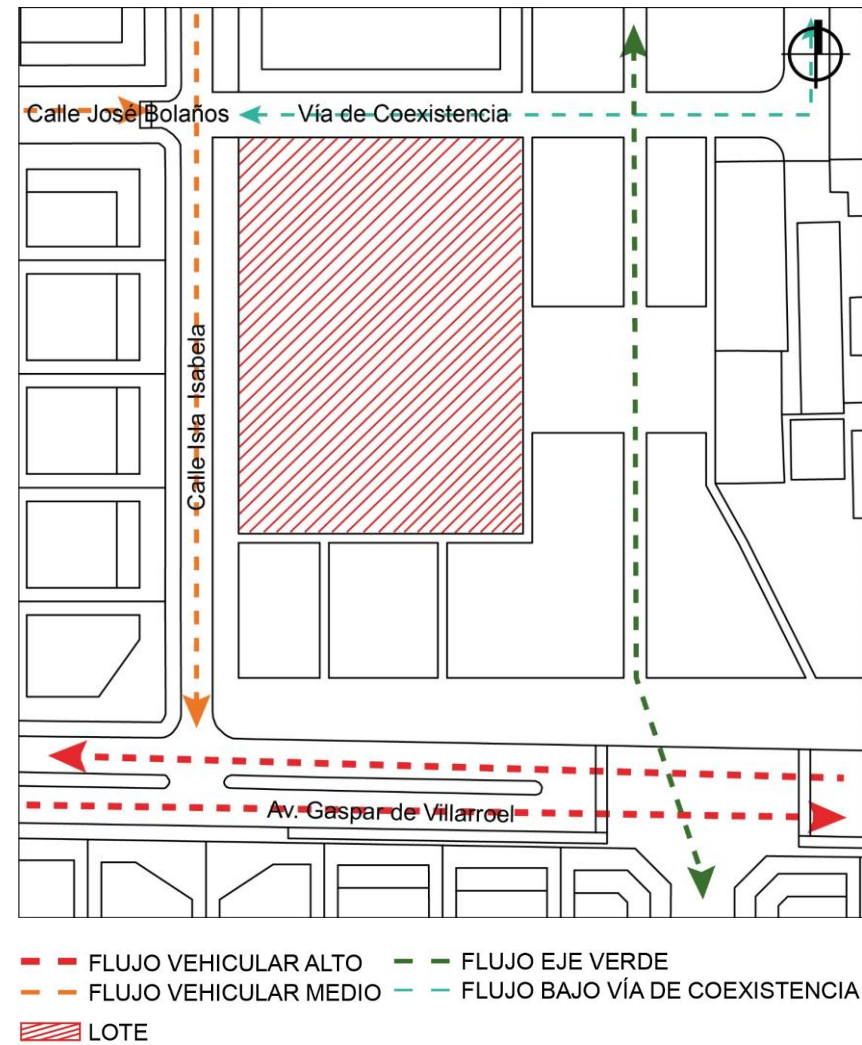 Calle José Bolaños
Vía de Coexistencia
Calle Isla Isabela
Av. Gaspar de Villarroel
FLUJO VEHICULAR ALTO
FLUJO EJE VERDE
FLUJO VEHICULAR MEDIO
FLUJO BAJO VÍA DE COEXISTENCIA
LOTE